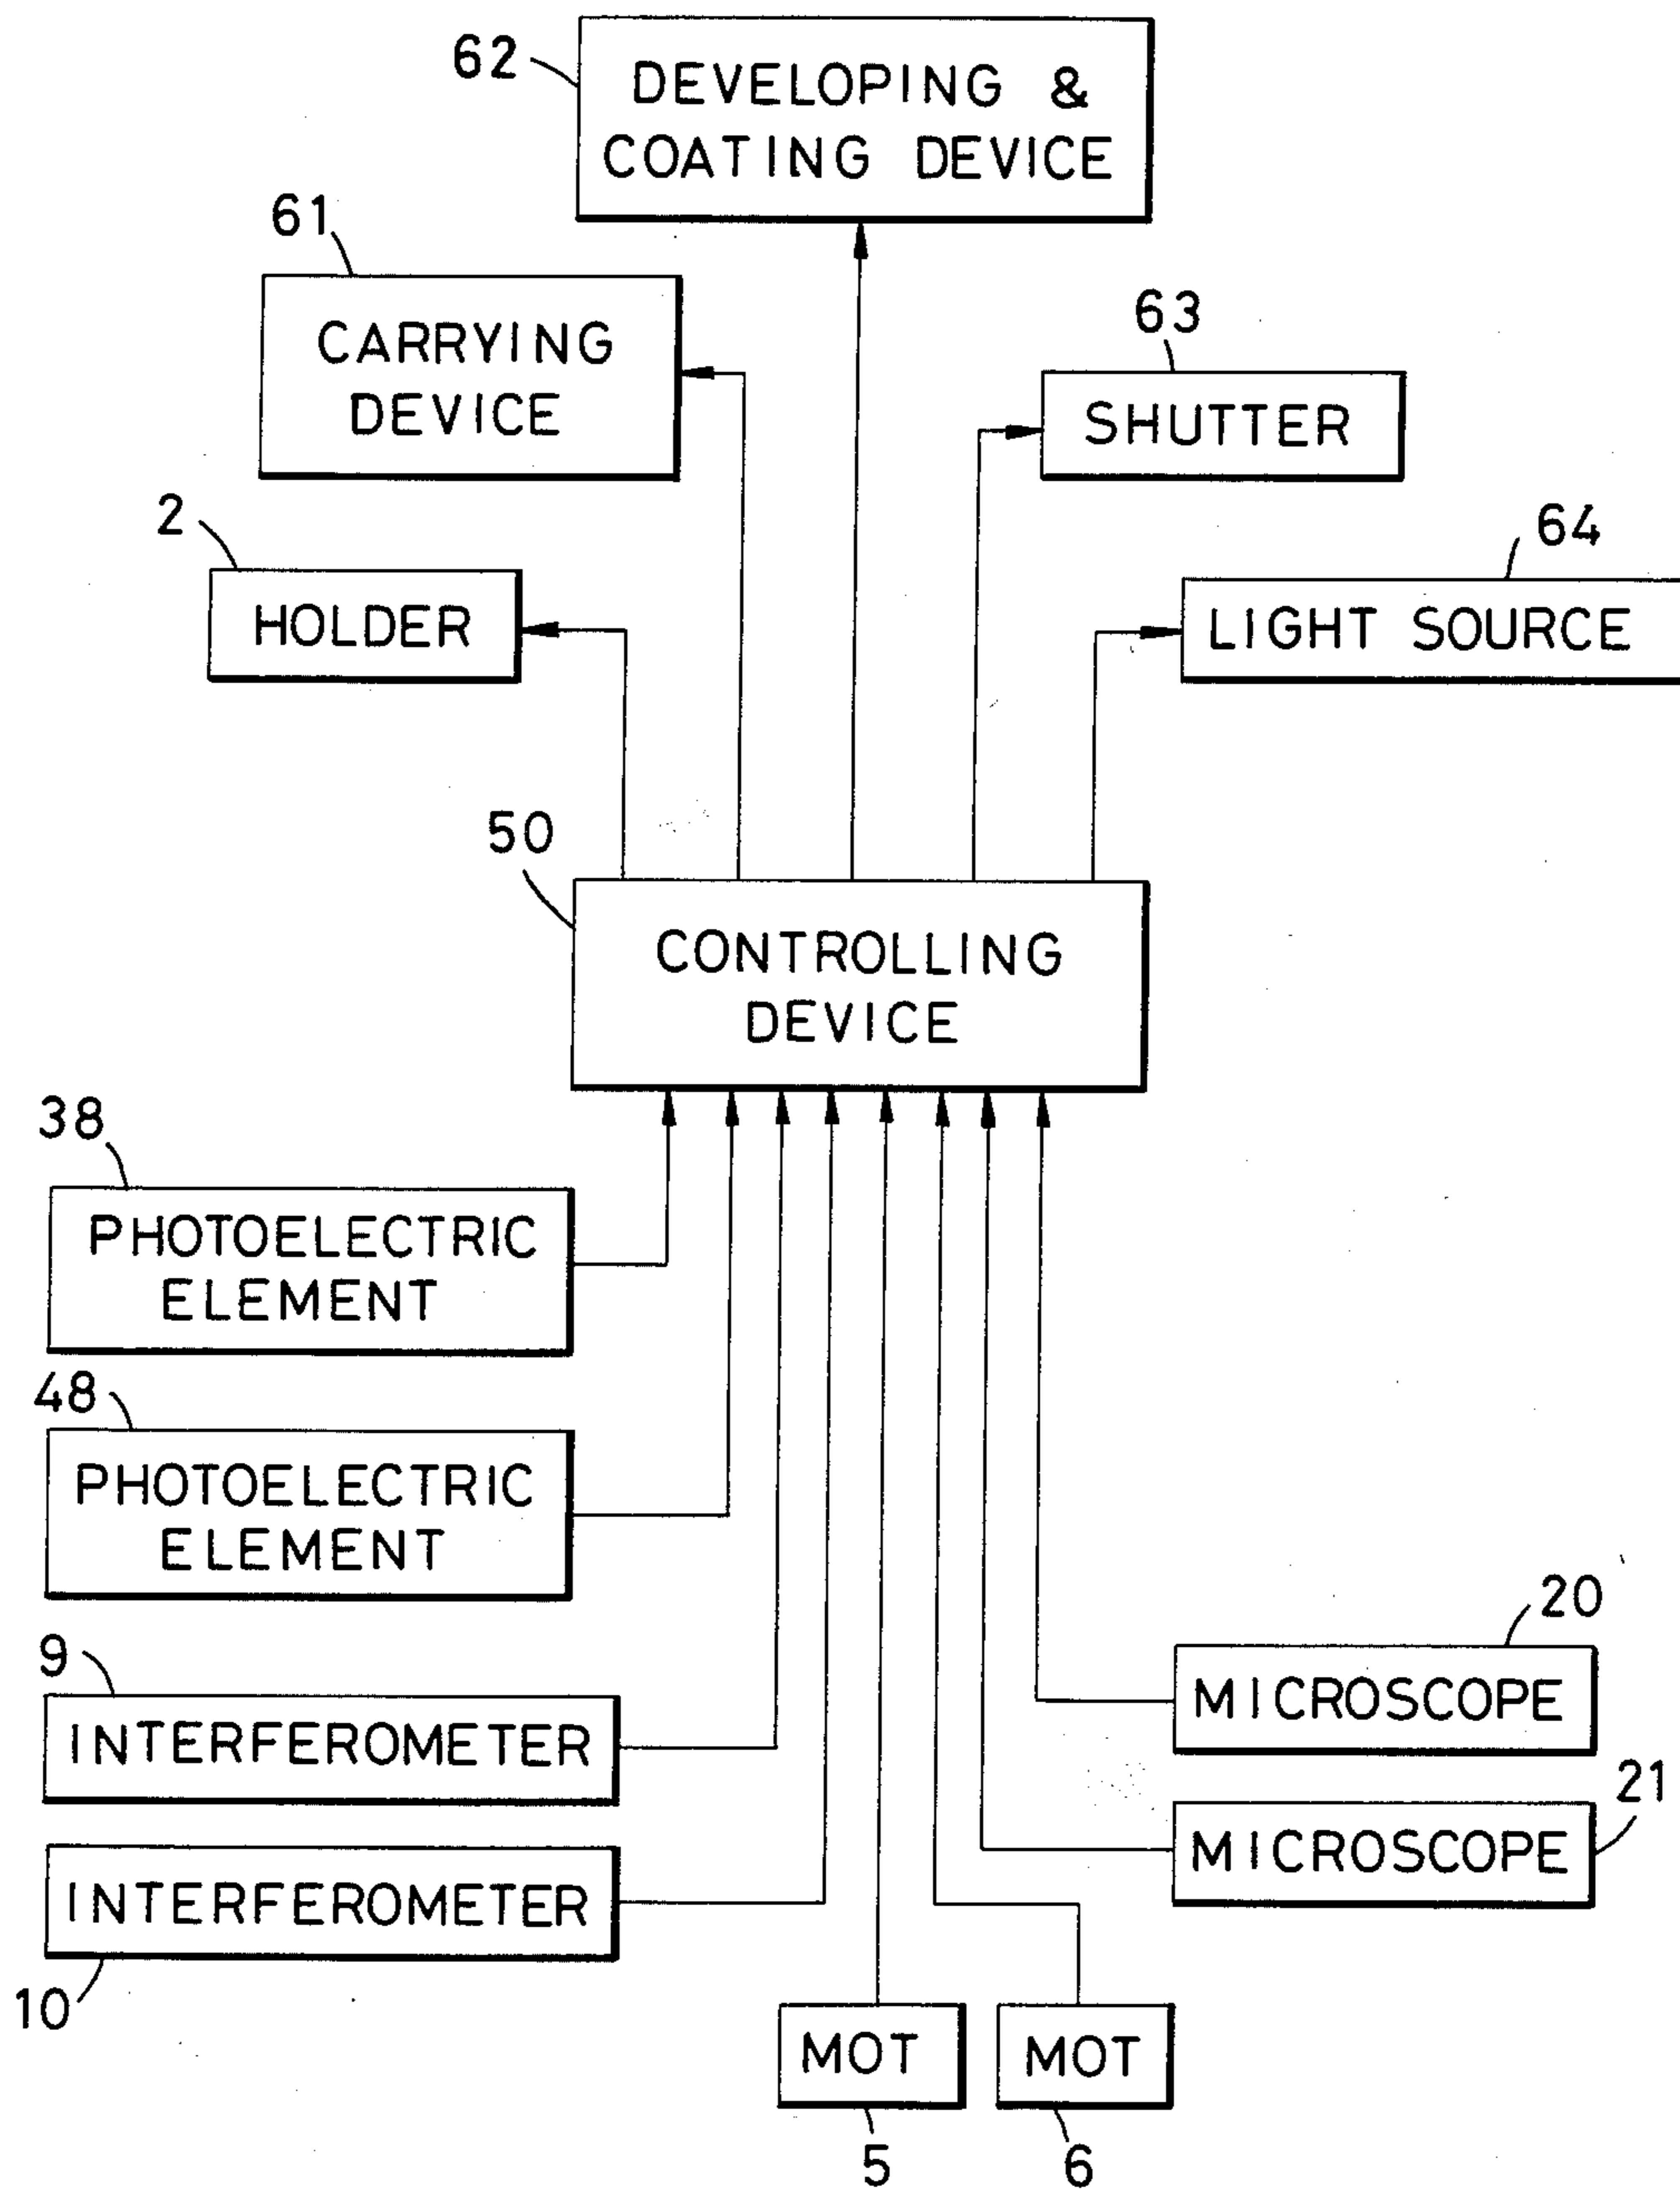 62
DEVELOPING &
COATING DEVICE
61
CARRYING
DEVICE
63
SHUTTER
2
HOLDER
64
LIGHT SOURCE
50
CONTROLLING
DEVICE
38
PHOTOELECTRIC
ELEMENT
48
PHOTOELECTRIC
ELEMENT
9
INTERFEROMETER
INTERFEROMETER
10
20
MICROSCOPE
21
MICROSCOPE
MOT
5
MOT
6